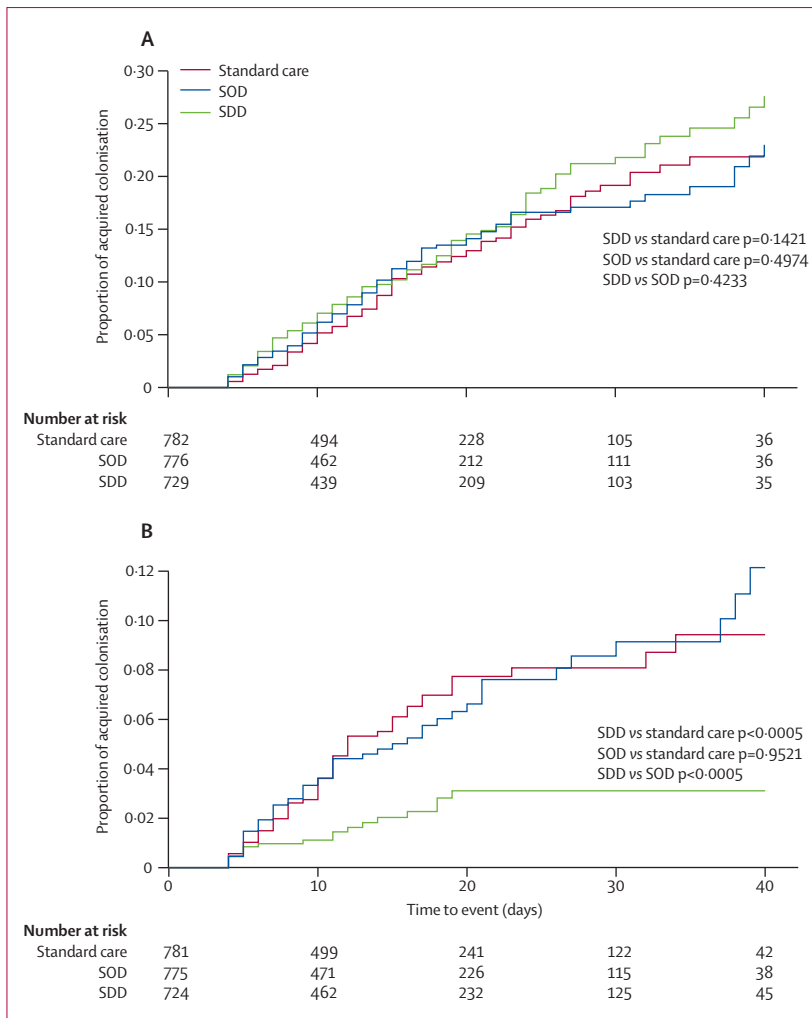 A
0·30
0·25
0·20
0·15
0·10
0·05
0
Proportion of acquired colonisation
Standard care
SOD
SDD
SDD vs standard care p=0·1421
SOD vs standard care p=0·4974
SDD vs SOD p=0·4233
Number at risk
Standard care 782 494 228 105 36
SOD 776 462 212 111 36
SDD 729 439 209 103 35
B
0·12
0·10
0·08
0·06
0·04
0·02
0
Proportion of acquired colonisation
SDD vs standard care p<0·0005
SOD vs standard care p=0·9521
SDD vs SOD p<0·0005
0 10 20 30 40
Time to event (days)
Number at risk
Standard care 781 499 241 122 42
SOD 775 471 226 115 38
SDD 724 462 232 125 45